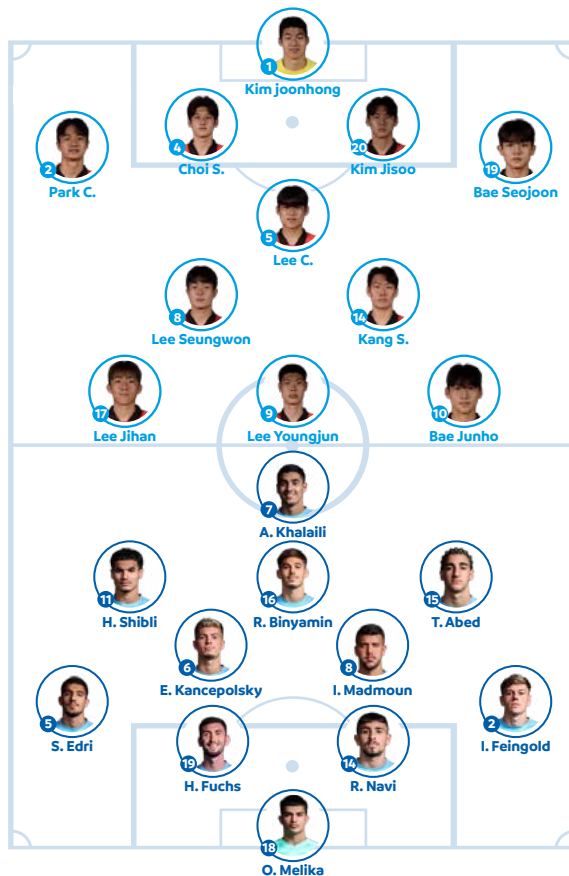 1
Kim joonhong
2
Park C.
4
Choi S.
20
Kim Jisoo
19
Bae Seojoon
5
Lee C.
8
Lee Seungwon
14
Kang S.
17
Lee Jihan
9
Lee Youngjun
10
Bae Junho
7
A. Khalaili
11
H. Shibli
16
R. Binyamin
15
T. Abed
6
E. Kancepolsky
8
I. Madmoun
5
S. Edri
2
I. Feingold
19
H. Fuchs
14
R. Navi
18
O. Melika